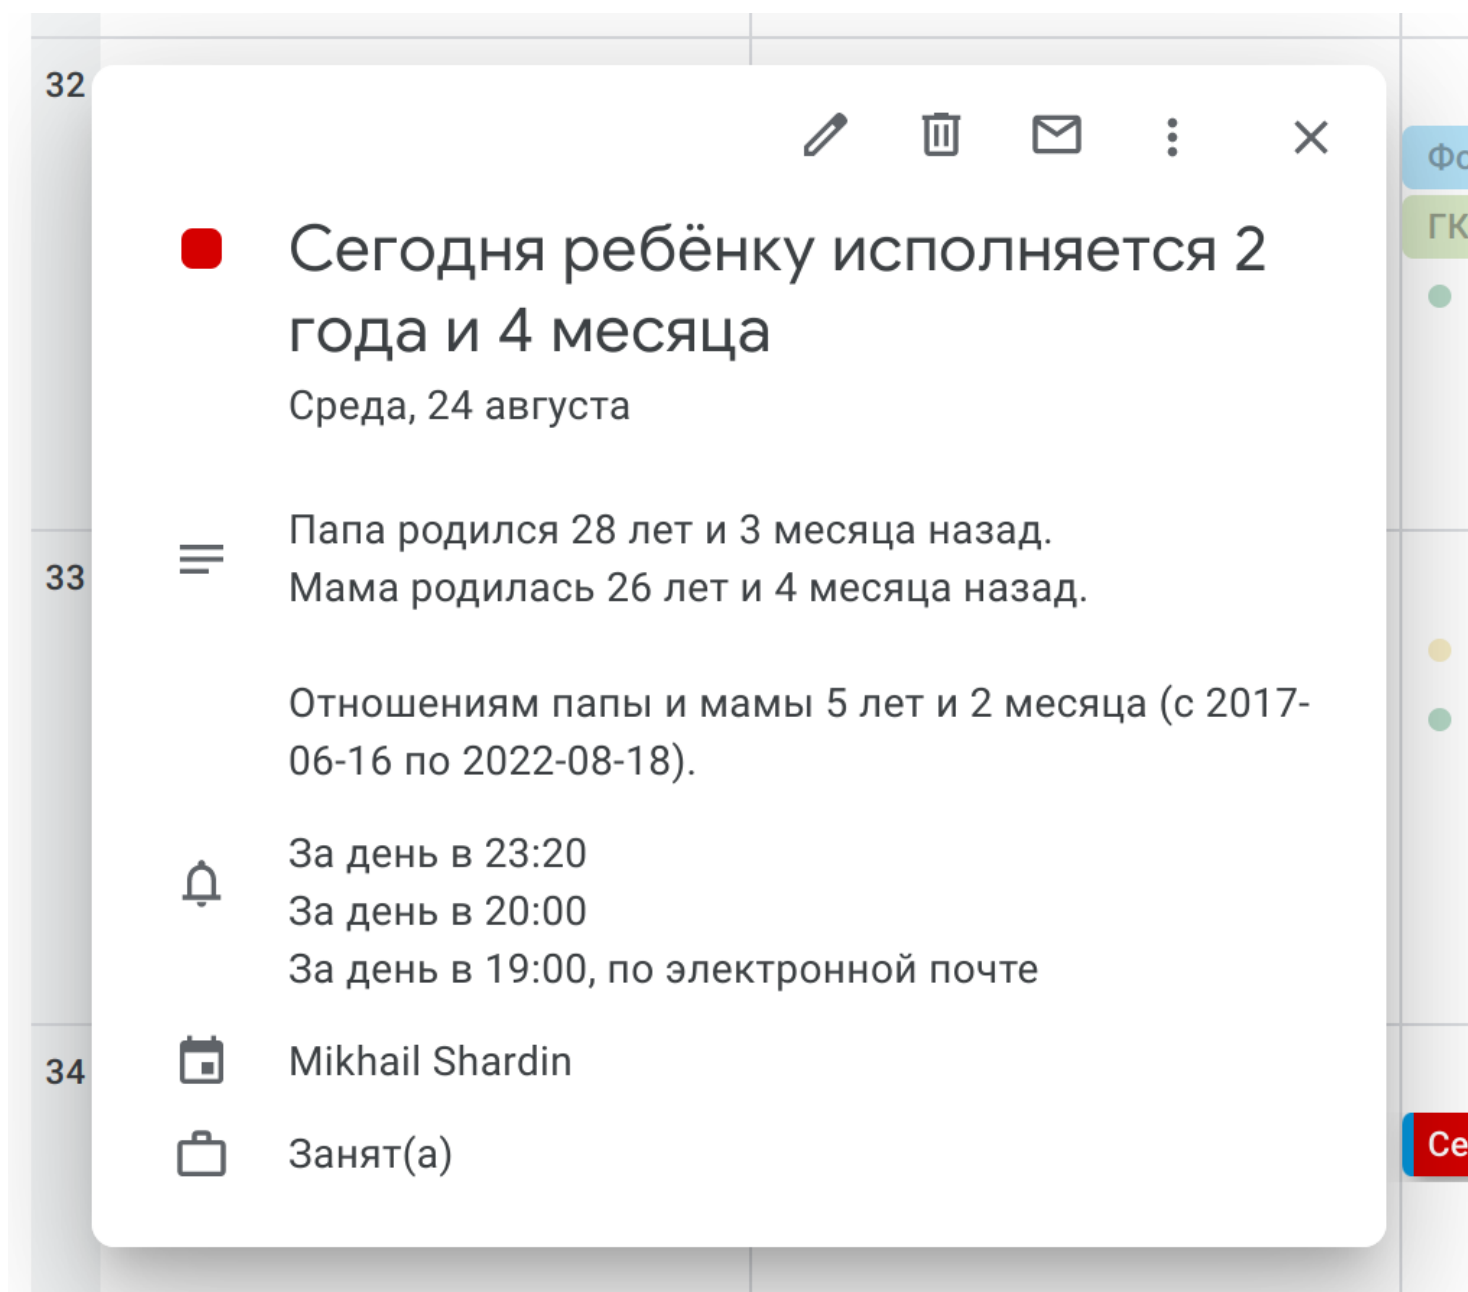 32
Фо
ГК
Сегодня ребёнку исполняется 2
года и 4 месяца
Среда, 24 августа
Папа родился 28 лет и 3 месяца назад.
33
Мама родилась 26 лет и 4 месяца назад.
Отношениям папы и мамы 5 лет и 2 месяца (с 2017-
06-16 по 2022-08-18).
За день в 23:20
За день в 20:00
За день в 19:00, по электронной почте
34
Mikhail Shardin
Занят(а)
Се